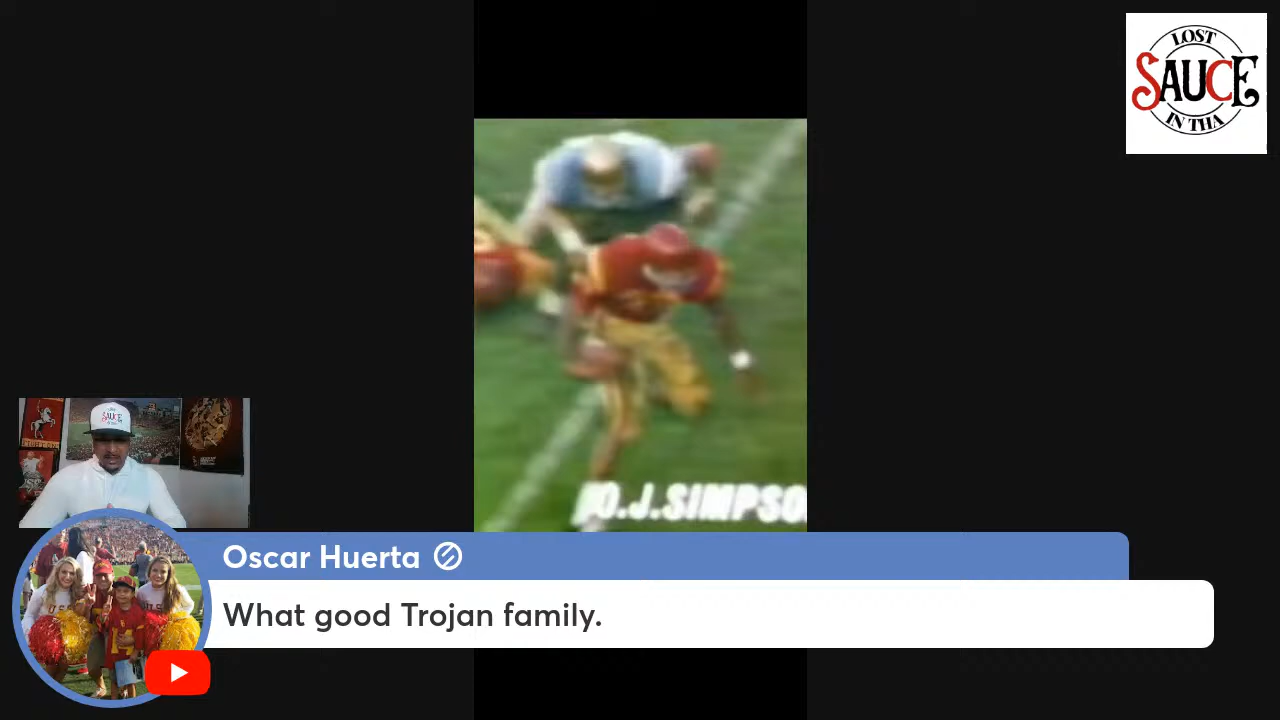 LOST
SAUCE
IN THA
O.J.SIMPSO
Oscar Huerta
What good Trojan family.